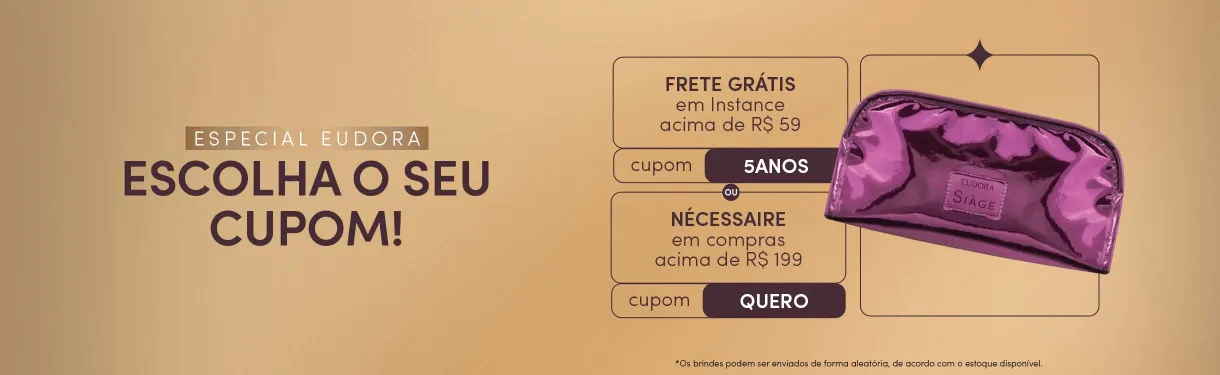 ESPECIAL EUDORA
ESCOLHA O SEU
CUPOM!
FRETE GRÁTIS
em Instance
acima de R$ 59
cupom 5ANOS
OU
NÉCESSAIRE
em compras
acima de R$ 199
cupom QUERO
EUDORA
SIÀGE
*Os brindes podem ser enviados de forma aleatória, de acordo com o estoque disponível.